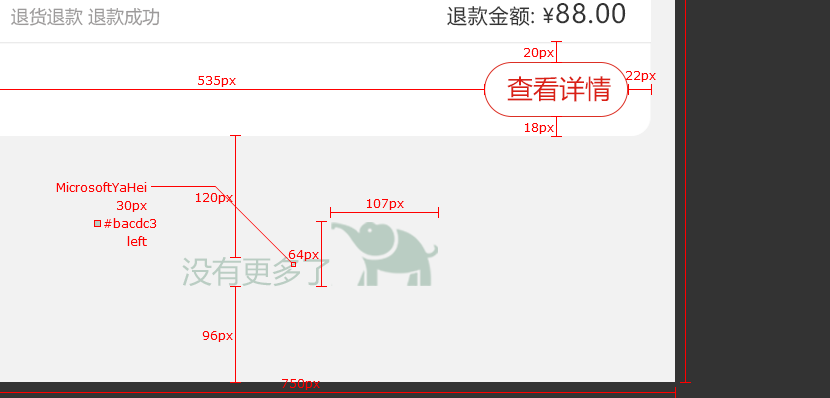 退货退款 退款成功
退款金额: ¥88.00
20px
535px
查看详情
22px
18px
MicrosoftYaHei
30px
#bacdc3
left
120px
107px
64px
没有更多了
96px
750px